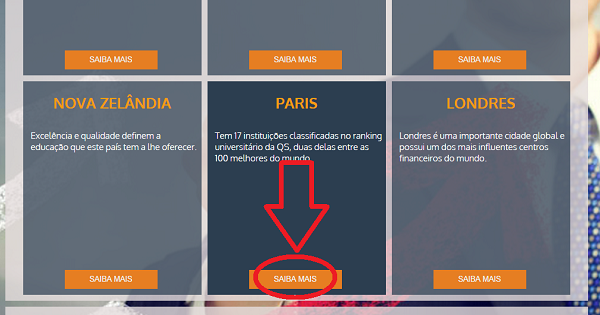 SAIBA MAIS
SAIBA MAIS
SAIBA MAIS
NOVA ZELÂNDIA
Excelência e qualidade definem a
educação que este país tem a lhe oferecer.
SAIBA MAIS
PARIS
Tem 17 instituições classificadas no ranking
universitário da QS, duas delas entre as
100 melhores do mundo.
SAIBA MAIS
LONDRES
Londres é uma importante cidade global e
possui um dos mais influentes centros
financeiros do mundo.
SAIBA MAIS